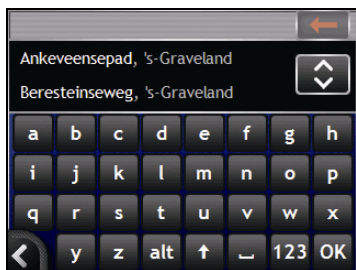 Ankeveensepad, 's-Graveland
Beresteinseweg, 's-Graveland
a b c d e f g h
i j k l m n o p
q r s t u v w x
y z alt 123 OK